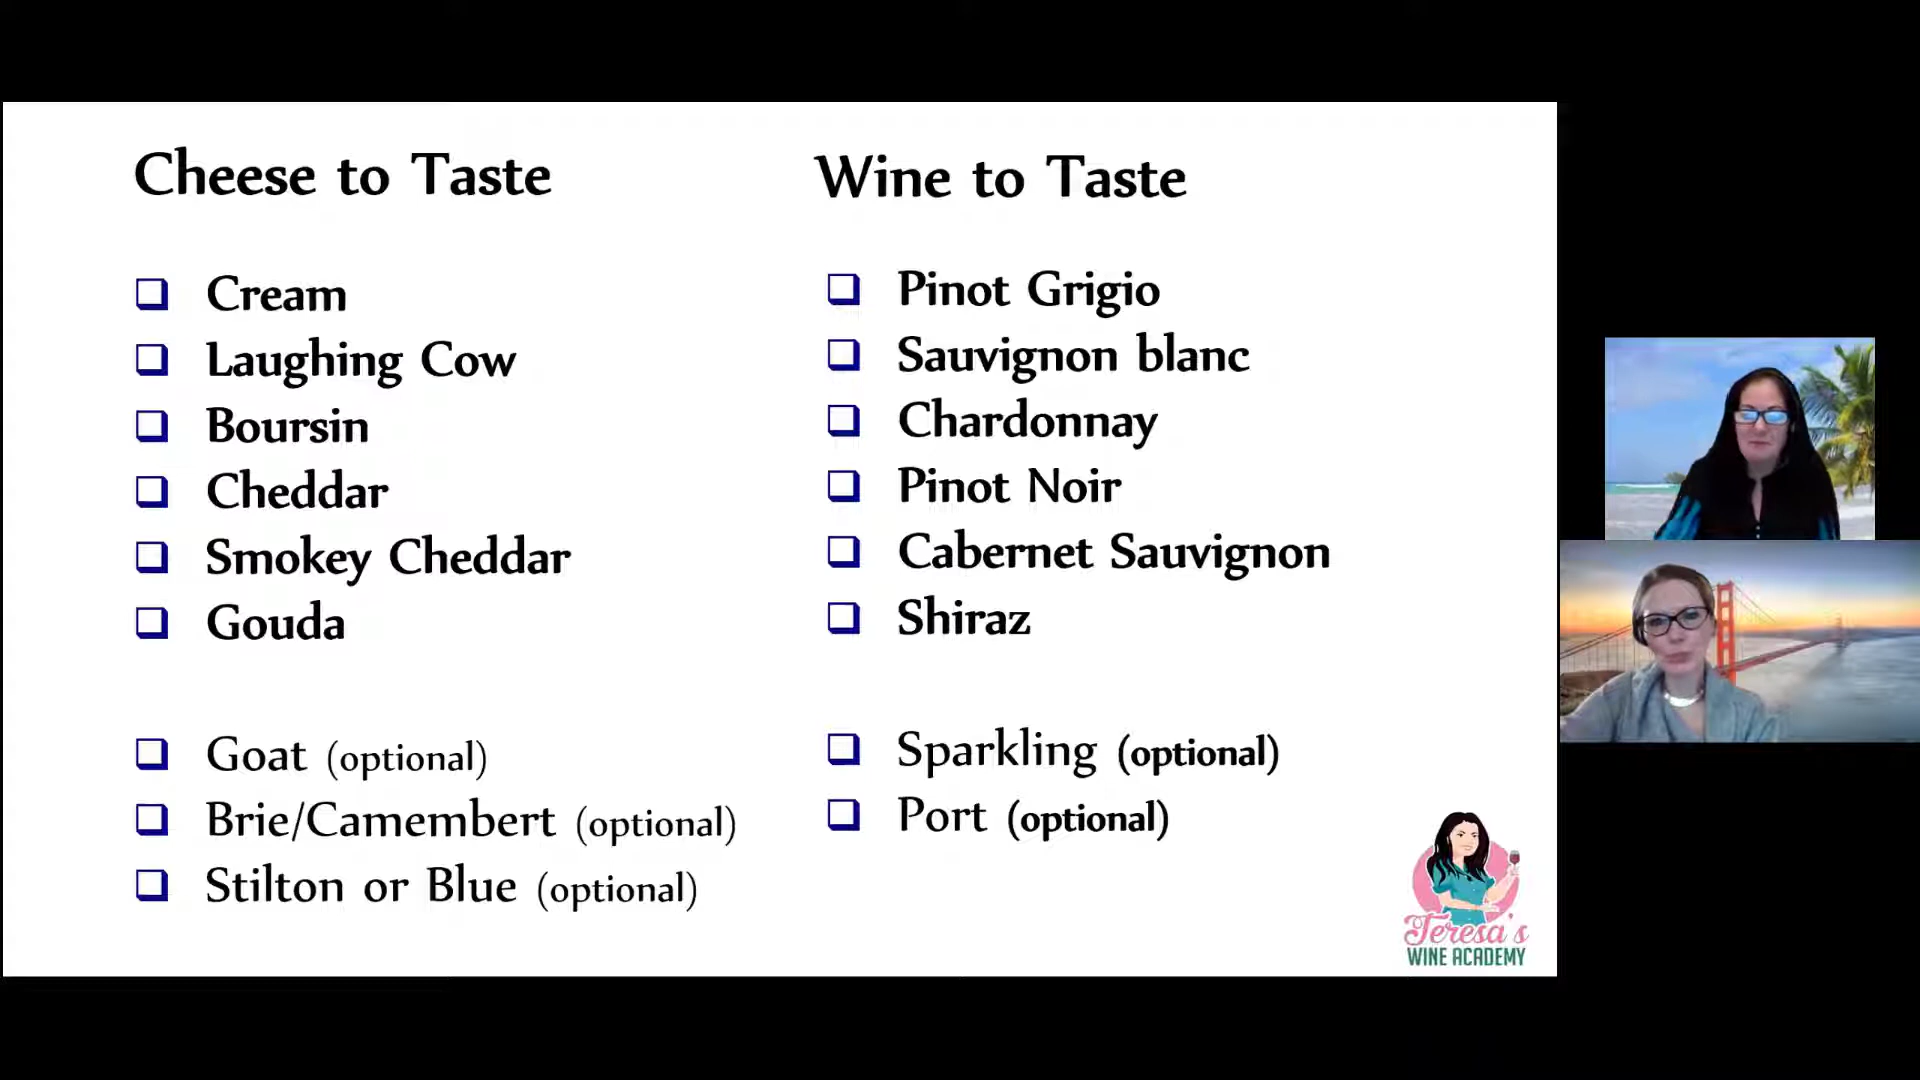 Cheese to Taste
Cream
Laughing Cow
Boursin
Cheddar
Smokey Cheddar
Gouda
Goat (optional)
Brie/Camembert (optional)
Stilton or Blue (optional)
Wine to Taste
Pinot Grigio
Sauvignon blanc
Chardonnay
Pinot Noir
Cabernet Sauvignon
Shiraz
Sparkling (optional)
Port (optional)
Teresa's
WINE ACADEMY